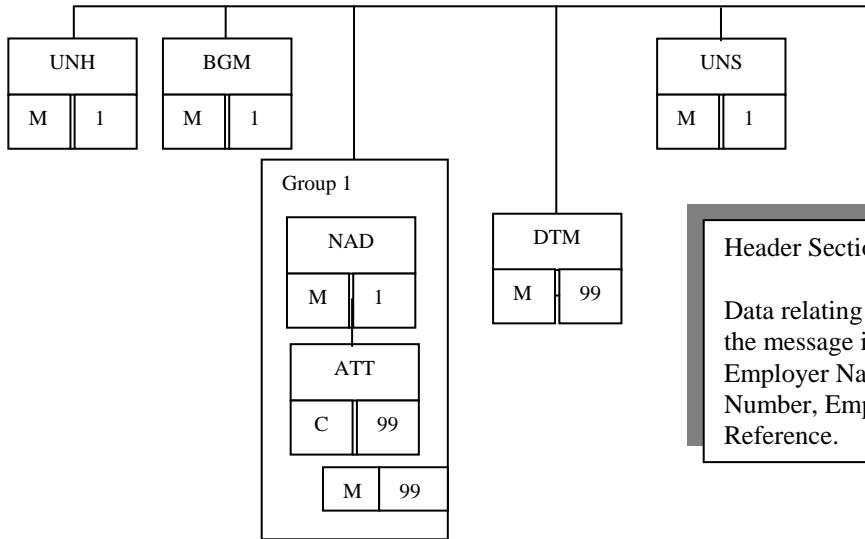 UNH
M 1
BGM
M 1
UNS
M 1
Group 1
NAD
M 1
ATT
C 99
M 99
DTM
M 99
Header Sectio
Data relating
the message i
Employer Na
Number, Emp
Reference.